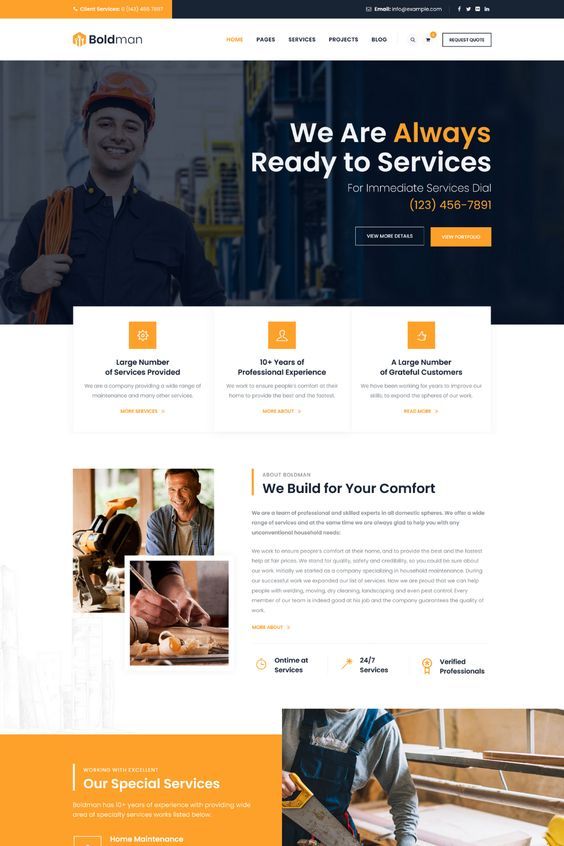 Client Services: 0 (143) 456 7897
Email: info@example.com
Boldman
HOME PAGES SERVICES PROJECTS BLOG
REQUEST QUOTE
We Are Always
Ready to Services
For Immediate Services Dial
(123) 456-7891
VIEW MORE DETAILS
VIEW PORTFOLIO
Large Number
of Services Provided
We are a company providing a wide range of
maintenance and many other services.
MORE SERVICES
10+ Years of
Professional Experience
We work to ensure people's comfort at their
home to provide the best and the fastest.
MORE ABOUT
A Large Number
of Grateful Customers
We have been working for years to improve our
skills, to expand the spheres of our work.
READ MORE
ABOUT BOLDMAN
We Build for Your Comfort
We are a team of professional and skilled experts in all domestic spheres. We offer a wide
range of services and at the same time we are always glad to help you with any
unconventional household needs!
We work to ensure people's comfort at their home, and to provide the best and the fastest
help at fair prices. We stand for quality, safety and credibility, so you could be sure about
our work. Initially we started as a company specializing in household maintenance. During
our successful work we expanded our list of services. Now we are proud that we can help
people with welding, moving, dry cleaning, landscaping and even pest control. Every
member of our team is indeed good at his job and the company guarantees the quality of
work.
MORE ABOUT
Ontime at
Services
24/7
Services
Verified
Professionals
WORKING WITH EXCELLENT
Our Special Services
Boldman has 10+ years of experience with providing wide
area of specialty services works listed below.
Home Maintenance